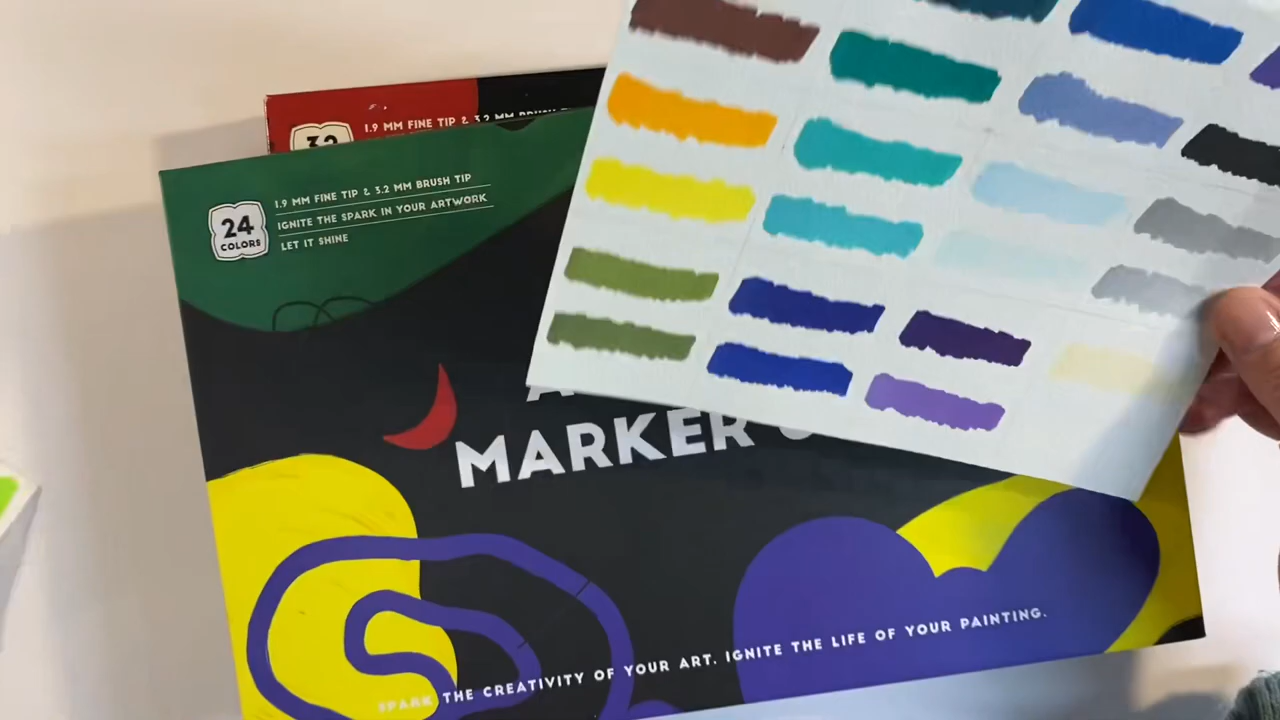 32
1.9 MM FINE TIP & 3.2 MM BRUSH
24
COLORS
1.9 MM FINE TIP & 3.2 MM BRUSH TIP
IGNITE THE SPARK IN YOUR ARTWORK
LET IT SHINE
MARKER
SPARK THE CREATIVITY OF YOUR ART. IGNITE THE LIFE OF YOUR PAINTING.